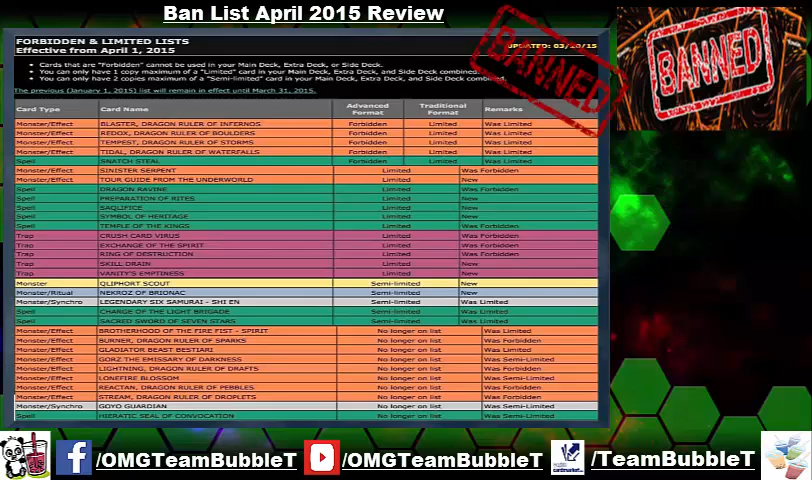 Ban List April 2015 Review
FORBIDDEN & LIMITED LISTS
Effective from April 1, 2015
UPDATED: 03/20/15
BANNED
BANNED
• Cards that are "Forbidden" cannot be used in your Main Deck, Extra Deck, or Side Deck.
• You can only have 1 copy maximum of a "Limited" card in your Main Deck, Extra Deck, and Side Deck combined.
• You can only have 2 copies maximum of a "Semi-limited" card in your Main Deck, Extra Deck, and Side Deck combined.
The previous (January 1, 2015) list will remain in effect until March 31, 2015.
Card Type Card Name Advanced Format Traditional Format Remarks
Monster/Effect BLASTER, DRAGON RULER OF INFERNOS Forbidden Limited Was Limited
Monster/Effect REDOX, DRAGON RULER OF BOULDERS Forbidden Limited Was Limited
Monster/Effect TEMPEST, DRAGON RULER OF STORMS Forbidden Limited Was Limited
Monster/Effect TIDAL, DRAGON RULER OF WATERFALLS Forbidden Limited Was Limited
Spell SNATCH STEAL Forbidden Limited Was Limited
Monster/Effect SINISTER SERPENT Limited Was Forbidden
Monster/Effect TOUR GUIDE FROM THE UNDERWORLD Limited New
Spell DRAGON RAVINE Limited Was Forbidden
Spell PREPARATION OF RITES Limited New
Spell SAQLIFICE Limited New
Spell SYMBOL OF HERITAGE Limited New
Spell TEMPLE OF THE KINGS Limited Was Forbidden
Trap CRUSH CARD VIRUS Limited Was Forbidden
Trap EXCHANGE OF THE SPIRIT Limited Was Forbidden
Trap RING OF DESTRUCTION Limited Was Forbidden
Trap SKILL DRAIN Limited New
Trap VANITY'S EMPTINESS Limited New
Monster QLIPHORT SCOUT Semi-limited New
Monster/Ritual NEKROZ OF BRIONAC Semi-limited New
Monster/Synchro LEGENDARY SIX SAMURAI - SHI EN Semi-limited Was Limited
Spell CHARGE OF THE LIGHT BRIGADE Semi-limited Was Limited
Spell SACRED SWORD OF SEVEN STARS Semi-limited Was Limited
Monster/Effect BROTHERHOOD OF THE FIRE FIST - SPIRIT No longer on list Was Limited
Monster/Effect BURNER, DRAGON RULER OF SPARKS No longer on list Was Forbidden
Monster/Effect GLADIATOR BEAST BESTIARI No longer on list Was Limited
Monster/Effect GORZ THE EMISSARY OF DARKNESS No longer on list Was Semi-Limited
Monster/Effect LIGHTNING, DRAGON RULER OF DRAFTS No longer on list Was Forbidden
Monster/Effect LONEFIRE BLOSSOM No longer on list Was Semi-Limited
Monster/Effect REACTAN, DRAGON RULER OF PEBBLES No longer on list Was Forbidden
Monster/Effect STREAM, DRAGON RULER OF DROPLETS No longer on list Was Forbidden
Monster/Synchro GOYO GUARDIAN No longer on list Was Semi-Limited
Spell HIERATIC SEAL OF CONVOCATION No longer on list Was Semi-Limited
/OMGTeamBubbleT /OMGTeamBubbleT /TeamBubbleT